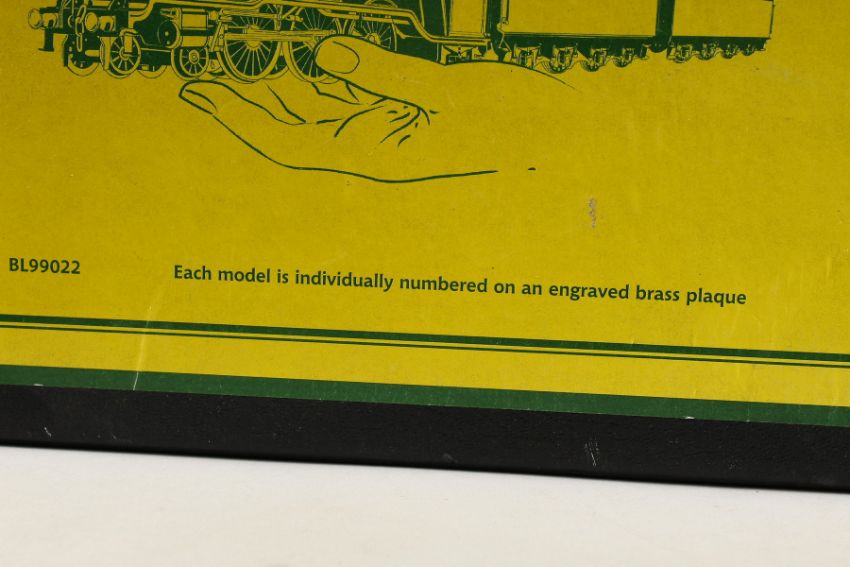 BL99022
Each model is individually numbered on an engraved brass plaque